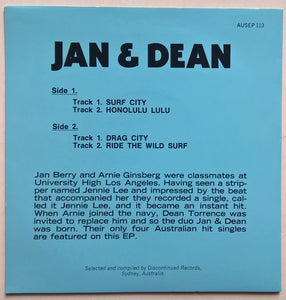 AUSEP 113
JAN & DEAN
Side 1.
Track 1. SURF CITY
Track 2. HONOLULU LULU
Side 2.
Track 1. DRAG CITY
Track 2. RIDE THE WILD SURF
Jan Berry and Arnie Ginsberg were classmates at
University High Los Angeles. Having seen a strip-
per named Jennie Lee and impressed by the beat
that accompanied her they recorded a single, cal-
led it Jennie Lee, and it became an instant hit.
When Arnie joined the navy, Dean Torrence was
invited to replace him and so the duo Jan & Dean
was born. Their only four Australian hit singles
are featured on this EP.
Selected and compiled by Discontinued Records,
Sydney, Australia.